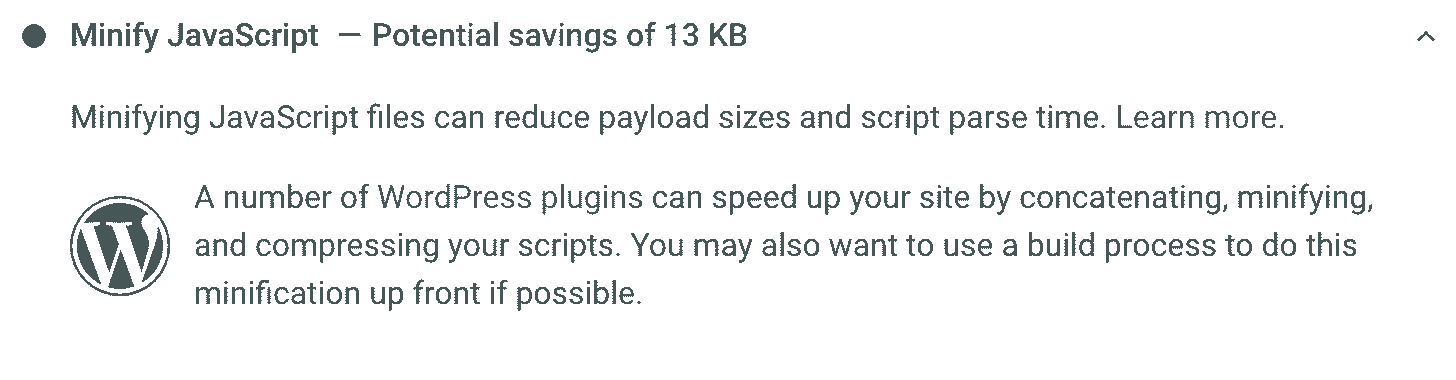 Minify JavaScript — Potential savings of 13 KB
Minifying JavaScript files can reduce payload sizes and script parse time. Learn more.
A number of WordPress plugins can speed up your site by concatenating, minifying,
and compressing your scripts. You may also want to use a build process to do this
minification up front if possible.